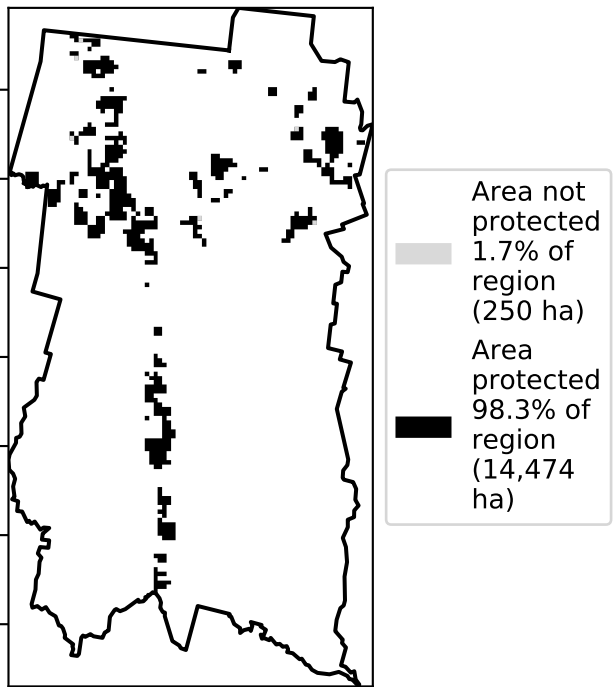 Area not
protected
1.7% of
region
(250 ha)
Area
protected
98.3% of
region
(14,474
ha)